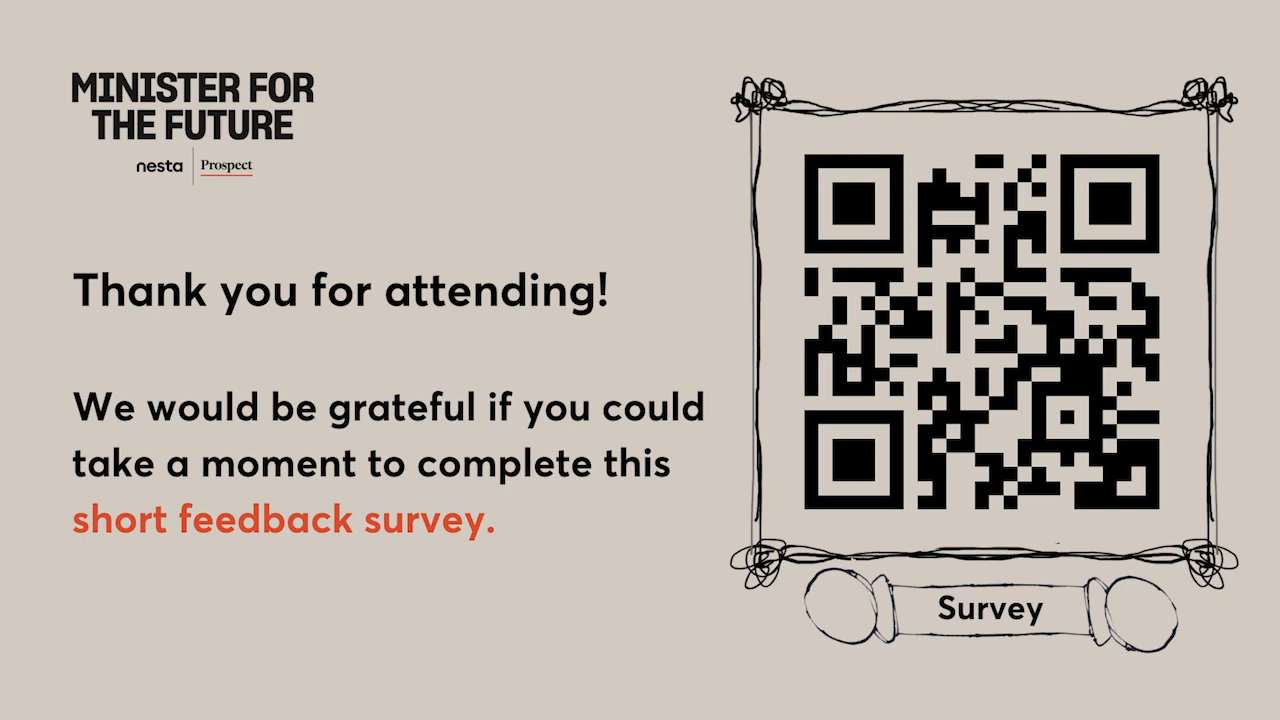 MINISTER FOR
THE FUTURE
nesta | Prospect
Thank you for attending!
We would be grateful if you could
take a moment to complete this
short feedback survey.
Survey